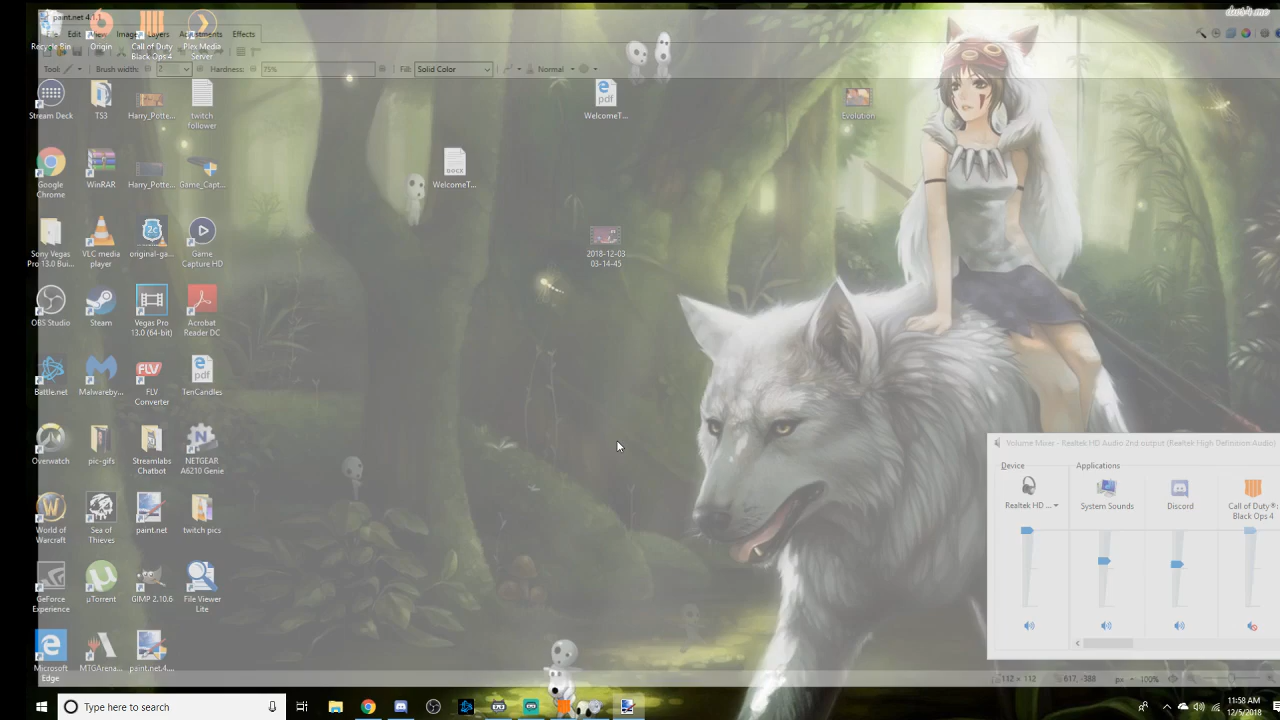 paint.net 4.1.1
Edit Image Layers Adjustments Effects
Recycle Bin
Origin
Call of Duty
Black Ops 4
Plex Media
Server
Tool: Brush width: 2 Hardness: 75% Fill: Solid Color Normal
Stream Deck
TS3
Harry_Potte...
twitch
follower
WelcomeT...
Evolution
Google
Chrome
WinRAR
Harry_Potte...
Game_Capt...
WelcomeT...
Sony Vegas
Pro 13.0 Bui...
VLC media
player
original-ga...
Game
Capture HD
2018-12-03
03-14-45
OBS Studio
Steam
Vegas Pro
13.0 (64-bit)
Acrobat
Reader DC
Battle.net
Malwareby...
FLV
Converter
TenCandles
Overwatch
pic-gifs
Streamlabs
Chatbot
NETGEAR
A6210 Genie
Volume Mixer - Realtek HD Audio 2nd output (Realtek High Definition Audio)
Device Applications
Realtek HD ...
System Sounds
Discord
Call of Duty®:
Black Ops 4
World of
Warcraft
Sea of
Thieves
paint.net
twitch pics
GeForce
Experience
µTorrent
GIMP 2.10.6
File Viewer
Lite
Microsoft
Edge
MTGArena...
paint.net.4....
112 x 112 617, -388 px 100%
Type here to search
11:58 AM
12/5/2018